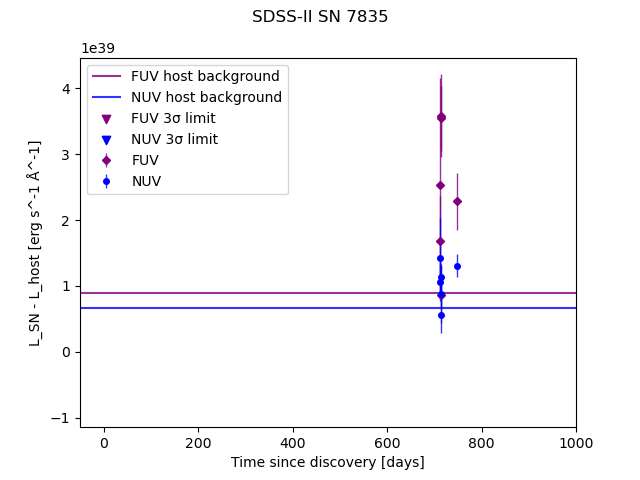 SDSS-II SN 7835
1e39
FUV host background
NUV host background
FUV 3σ limit
NUV 3σ limit
FUV
NUV
4
3
2
1
0
−1
L_SN - L_host [erg s^-1 Å^-1]
0 200 400 600 800 1000
Time since discovery [days]